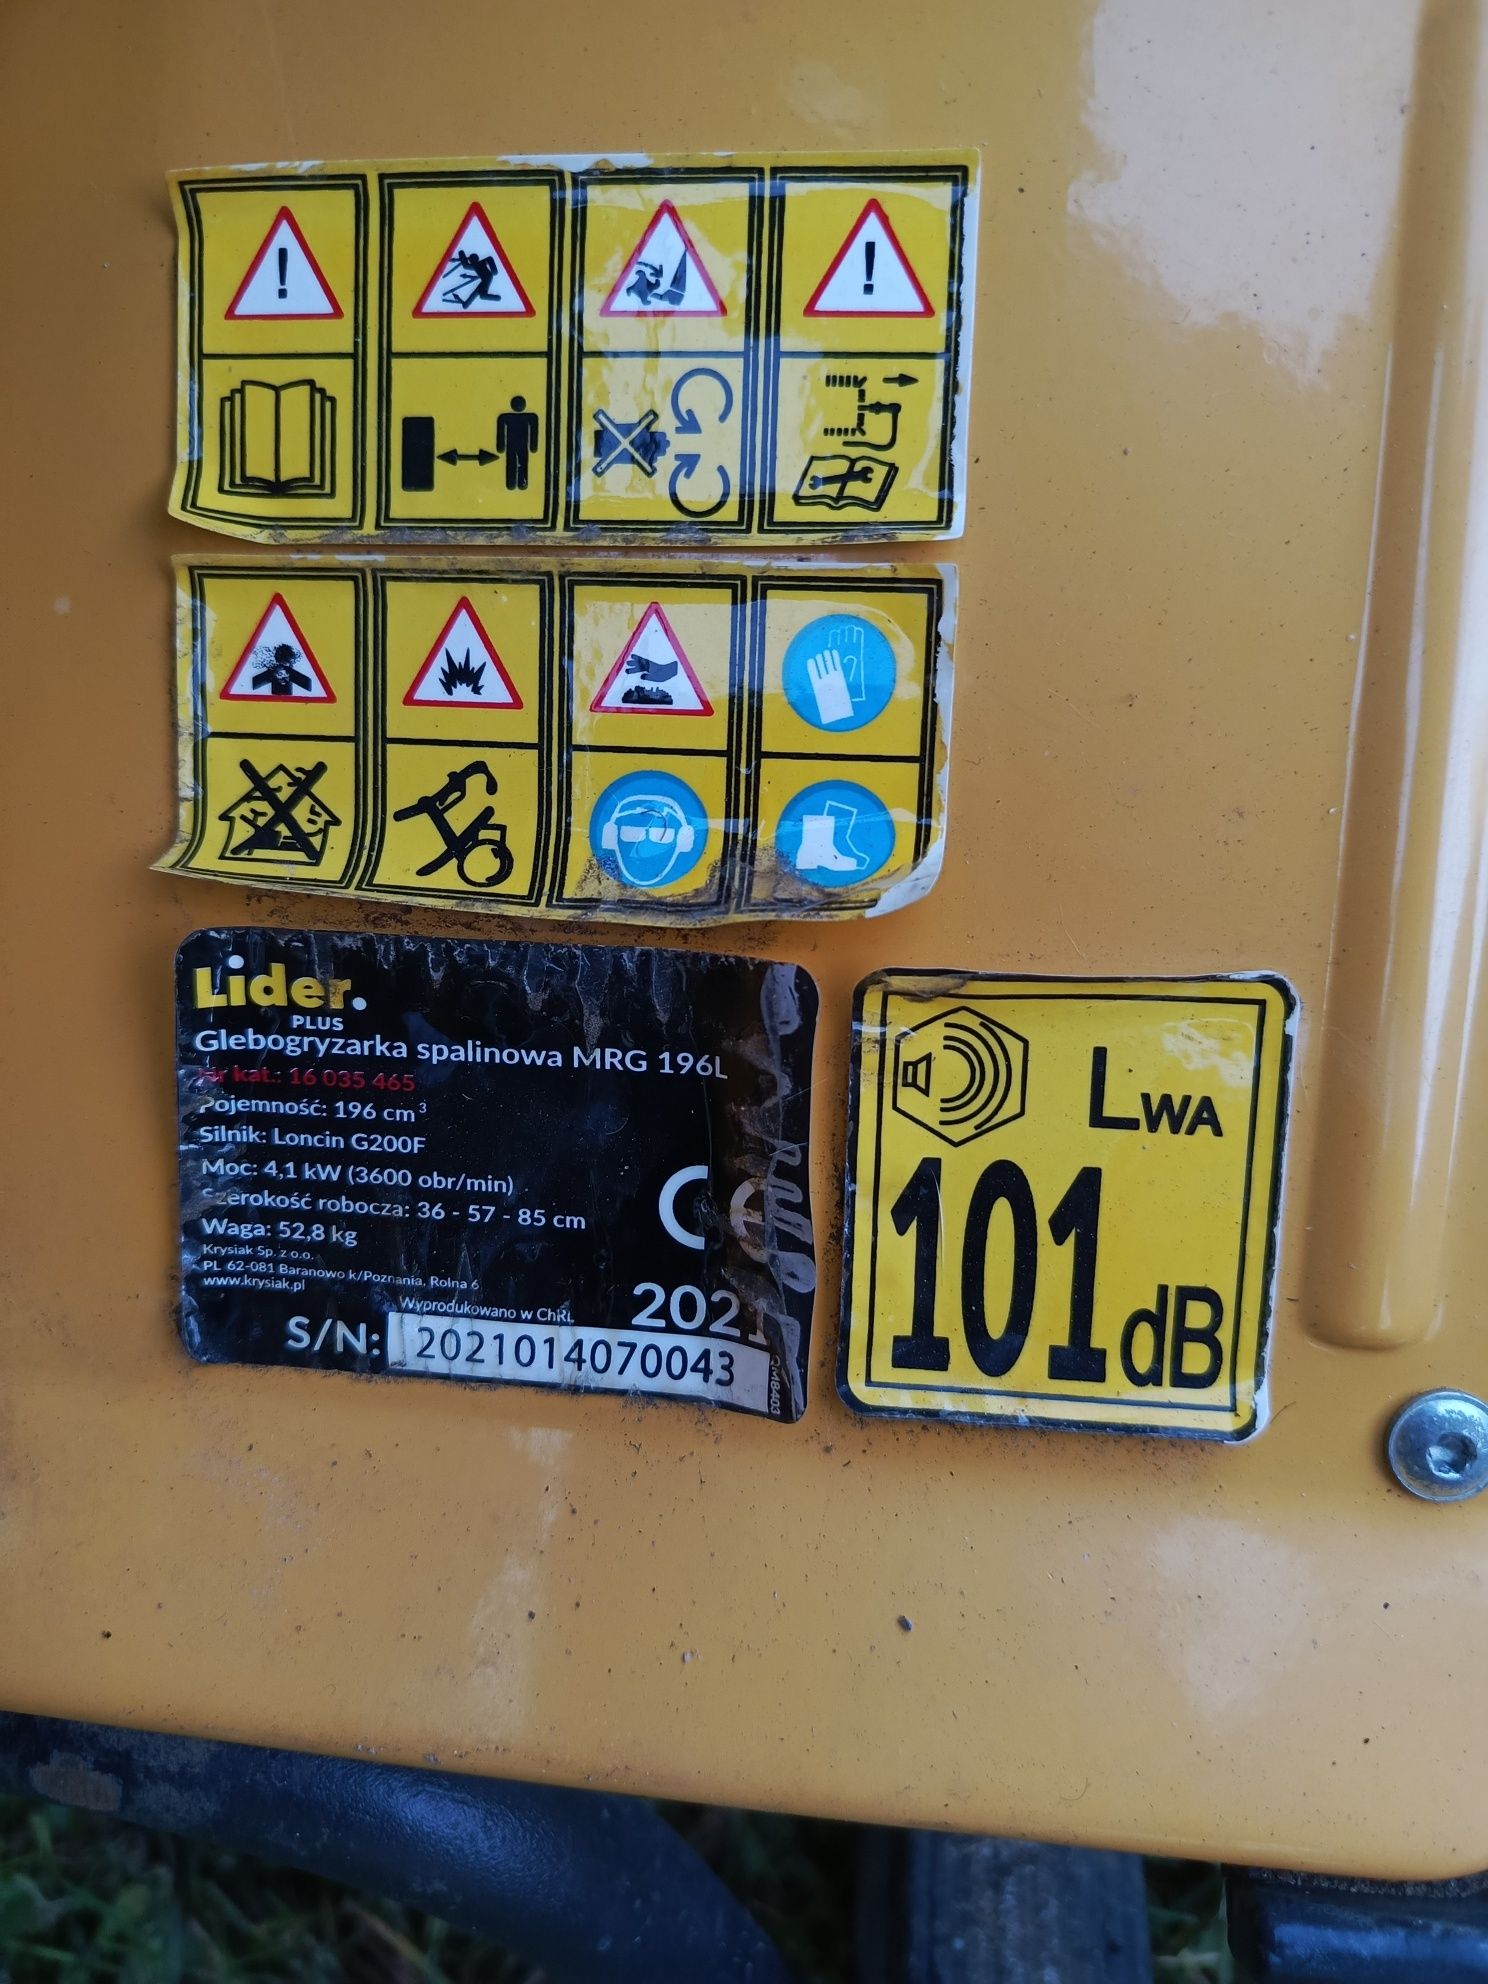 !
!
Lider.
PLUS
Glebogryzarka spalinowa MRG 196L
Nr kat.: 16 035 465
Pojemność: 196 cm³
Silnik: Loncin G200F
Moc: 4,1 kW (3600 obr/min)
Szerokość robocza: 36 - 57 - 85 cm
Waga: 52,8 kg
Krysiak Sp. z o.o.
PL 62-081 Baranowo k/Poznania, Rolna 6
www.krysiak.pl
Wyprodukowano w ChRL
2021
S/N: 2021014070043
LWA
101dB